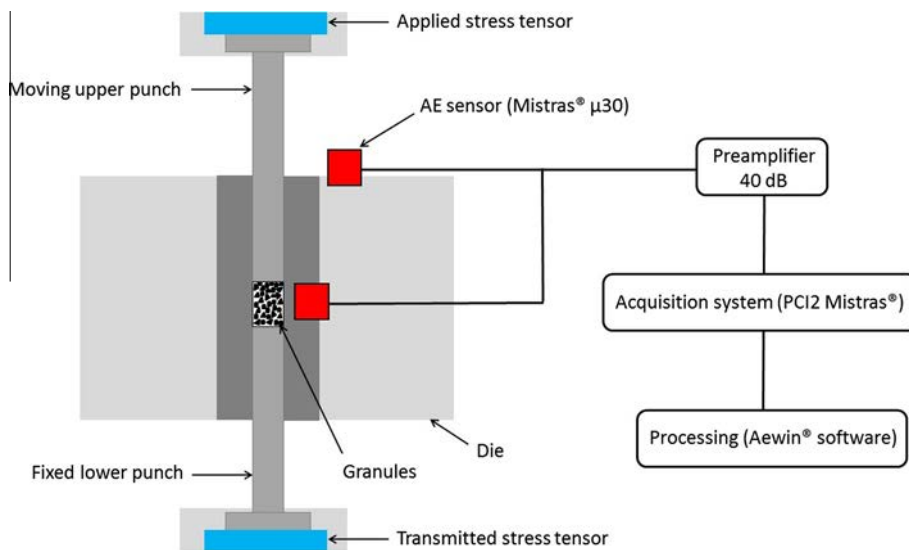 Applied stress tensor
Moving upper punch
AE sensor (Mistras® µ30)
Preamplifier
40 dB
Acquisition system (PCI2 Mistras®)
Processing (Aewin® software)
Die
Fixed lower punch
Granules
Transmitted stress tensor